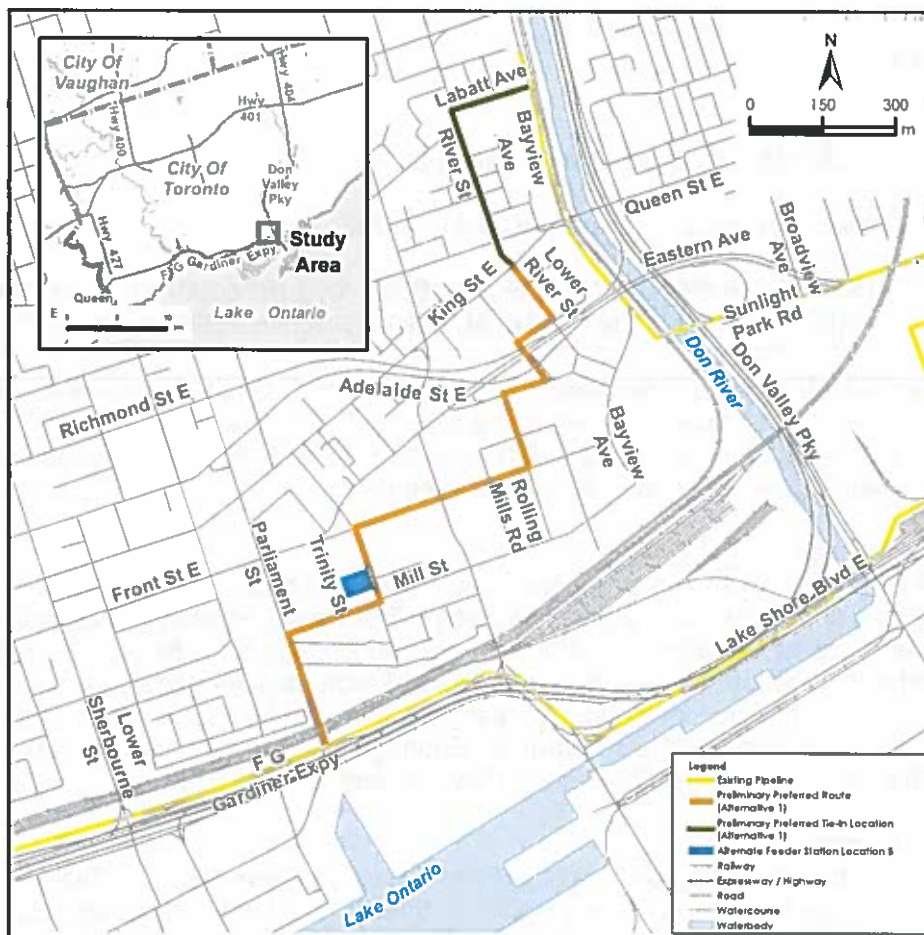 City Of
Vaughan
Hwy 400
Hwy
401
Hwy 404
City Of
Toronto
Don
Valley
Pky
Hwy 427
F G Gardiner Expy.
Study
Area
Queen
E
Lake Ontario
N
0 150 300
m
Labatt Ave
River St
Bayview
Ave
Queen St E
King St E
Lower
River St
Eastern Ave
Broadview
Ave
Sunlight
Park Rd
Don River
Don Valley Pky
Richmond St E
Adelaide St E
Bayview
Ave
Rolling
Mills Rd
Parliament
St
Trinity St
Mill St
Front St E
Lower
Sherbourne
St
Lake Shore Blvd E
F G
Gardiner Expy
Lake Ontario
Legend
Existing Pipeline
Preliminary Preferred Route
(Alternative 1)
Preliminary Preferred Tie-In Location
(Alternative 1)
Alternate Feeder Station Location 5
Railway
Expressway / Highway
Road
Watercourse
Waterbody